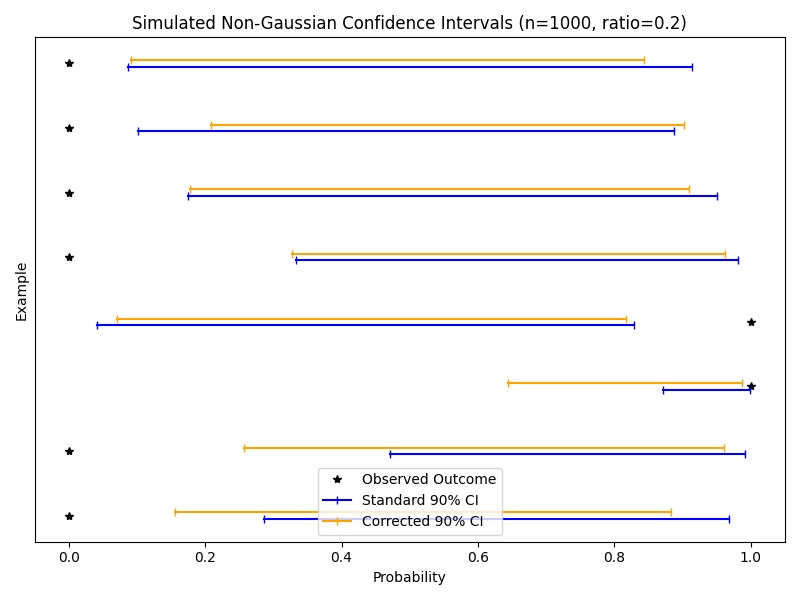 Simulated Non-Gaussian Confidence Intervals (n=1000, ratio=0.2)
Example
Observed Outcome
Standard 90% CI
Corrected 90% CI
0.0 0.2 0.4 0.6 0.8 1.0
Probability